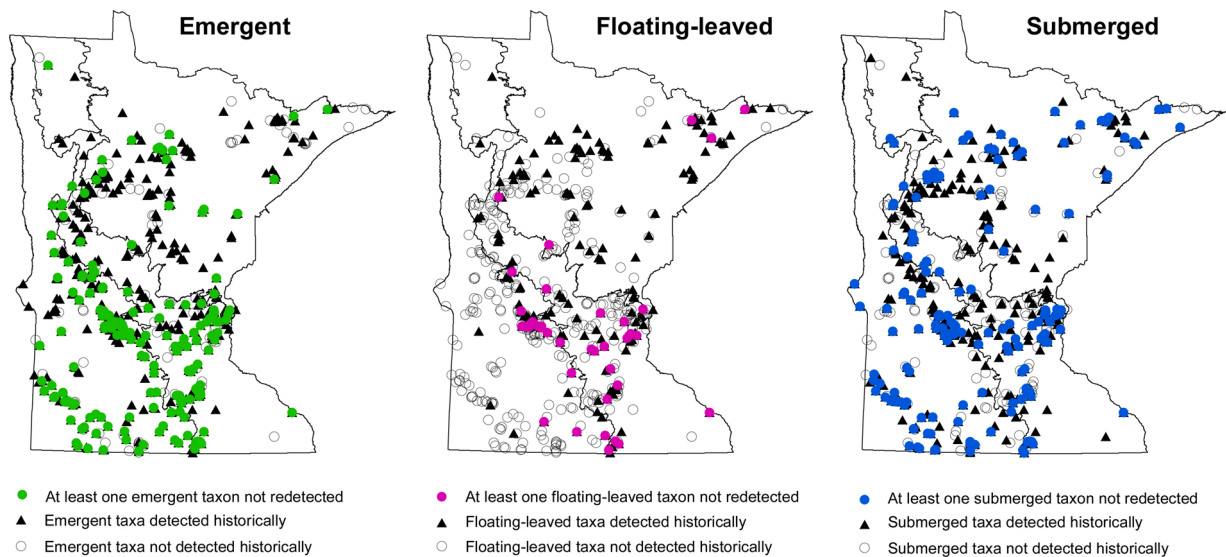 Emergent
Floating-leaved
Submerged
At least one emergent taxon not redetected
Emergent taxa detected historically
Emergent taxa not detected historically
At least one floating-leaved taxon not redetected
Floating-leaved taxa detected historically
Floating-leaved taxa not detected historically
At least one submerged taxon not redetected
Submerged taxa detected historically
Submerged taxa not detected historically